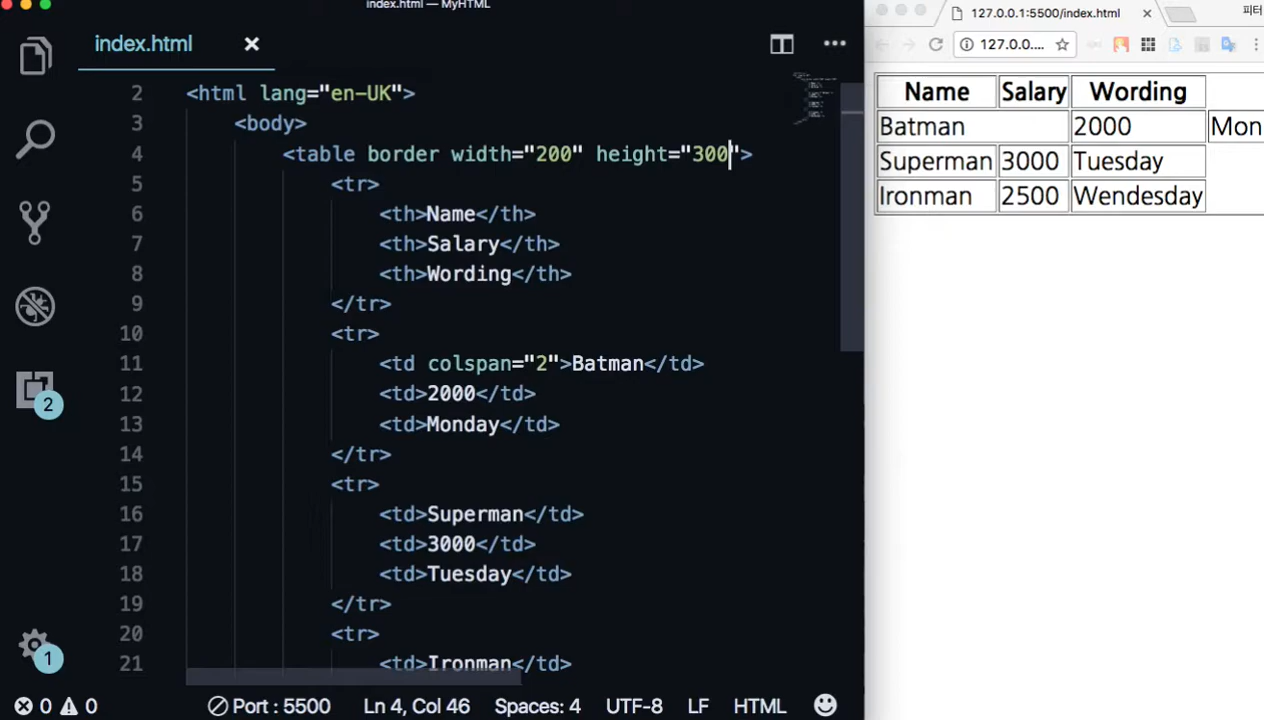 index.html — MyHTML
index.html
2 <html lang="en-UK">
3 <body>
4 <table border width="200" height="300">
5 <tr>
6 <th>Name</th>
7 <th>Salary</th>
8 <th>Wording</th>
9 </tr>
10 <tr>
11 <td colspan="2">Batman</td>
12 <td>2000</td>
13 <td>Monday</td>
14 </tr>
15 <tr>
16 <td>Superman</td>
17 <td>3000</td>
18 <td>Tuesday</td>
19 </tr>
20 <tr>
21 <td>Ironman</td>
2
1
0 0 Port : 5500 Ln 4, Col 46 Spaces: 4 UTF-8 LF HTML
127.0.0.1:5500/index.html 피터
127.0....
Name Salary Wording
Batman 2000 Mon
Superman 3000 Tuesday
Ironman 2500 Wendesday